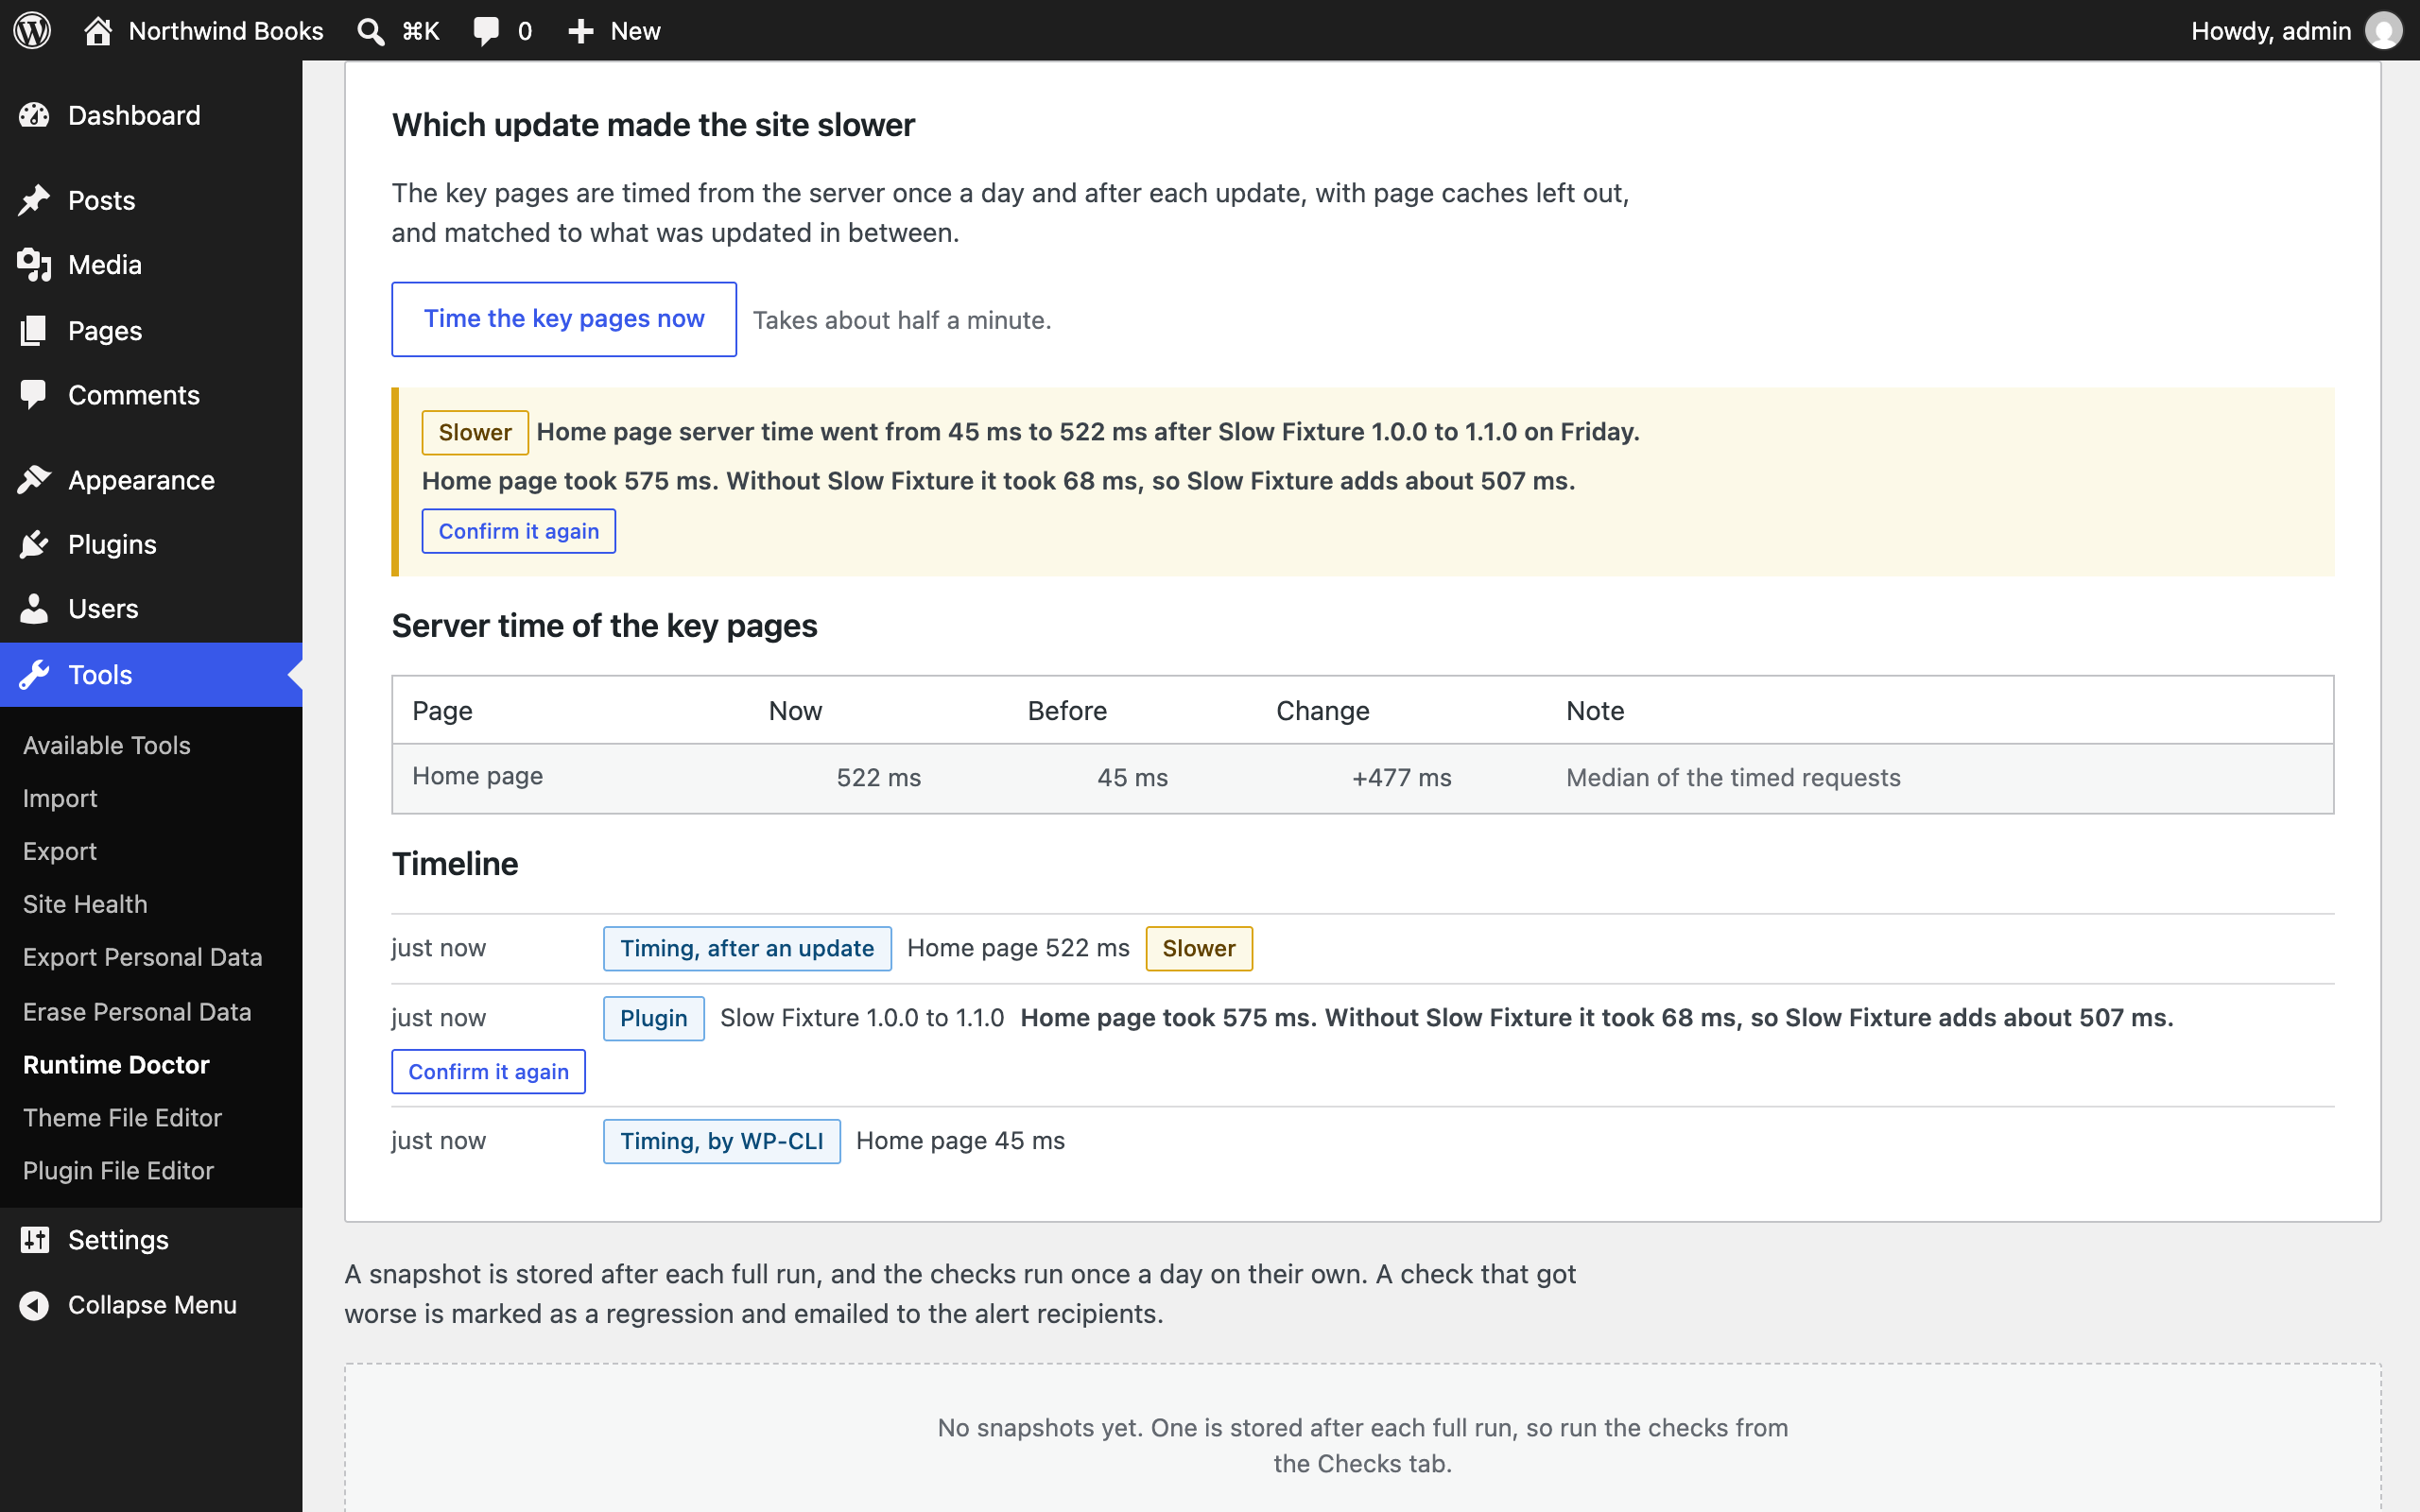 Northwind Books
⌘K
0
New
Howdy, admin
Dashboard
Posts
Media
Pages
Comments
Appearance
Plugins
Users
Tools
Available Tools
Import
Export
Site Health
Export Personal Data
Erase Personal Data
Runtime Doctor
Theme File Editor
Plugin File Editor
Settings
Collapse Menu
Which update made the site slower
The key pages are timed from the server once a day and after each update, with page caches left out,
and matched to what was updated in between.
Time the key pages now
Takes about half a minute.
Slower Home page server time went from 45 ms to 522 ms after Slow Fixture 1.0.0 to 1.1.0 on Friday.
Home page took 575 ms. Without Slow Fixture it took 68 ms, so Slow Fixture adds about 507 ms.
Confirm it again
Server time of the key pages
Page Now Before Change Note
Home page 522 ms 45 ms +477 ms Median of the timed requests
Timeline
just now Timing, after an update Home page 522 ms Slower
just now Plugin Slow Fixture 1.0.0 to 1.1.0 Home page took 575 ms. Without Slow Fixture it took 68 ms, so Slow Fixture adds about 507 ms.
Confirm it again
just now Timing, by WP-CLI Home page 45 ms
A snapshot is stored after each full run, and the checks run once a day on their own. A check that got
worse is marked as a regression and emailed to the alert recipients.
No snapshots yet. One is stored after each full run, so run the checks from
the Checks tab.